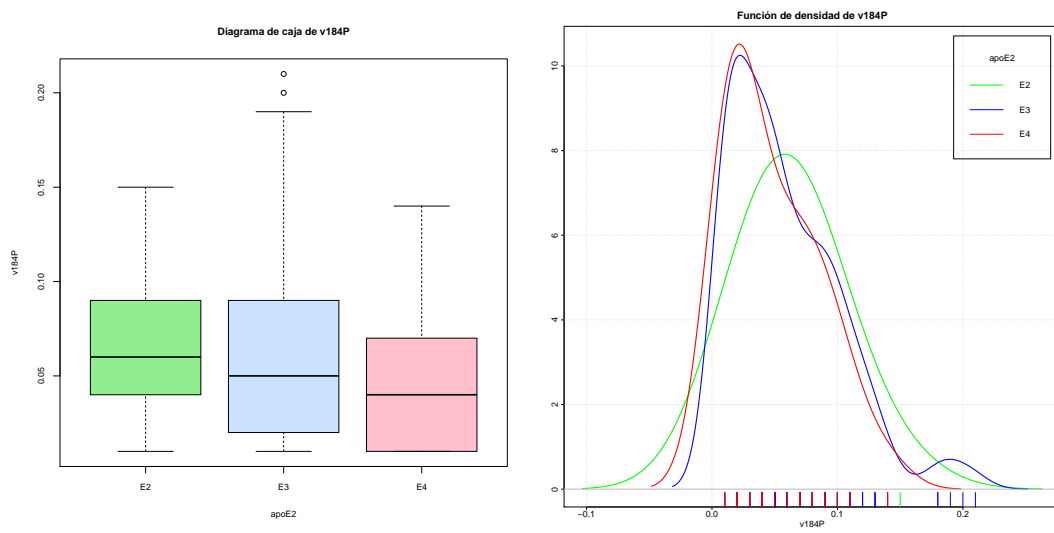 Diagrama de caja de v184P
v184P
0.20
0.15
0.10
0.05
E2
E3
E4
apoE2
Función de densidad de v184P
10
8
6
4
2
0
−0.1
0.0
0.1
0.2
v184P
apoE2
E2
E3
E4